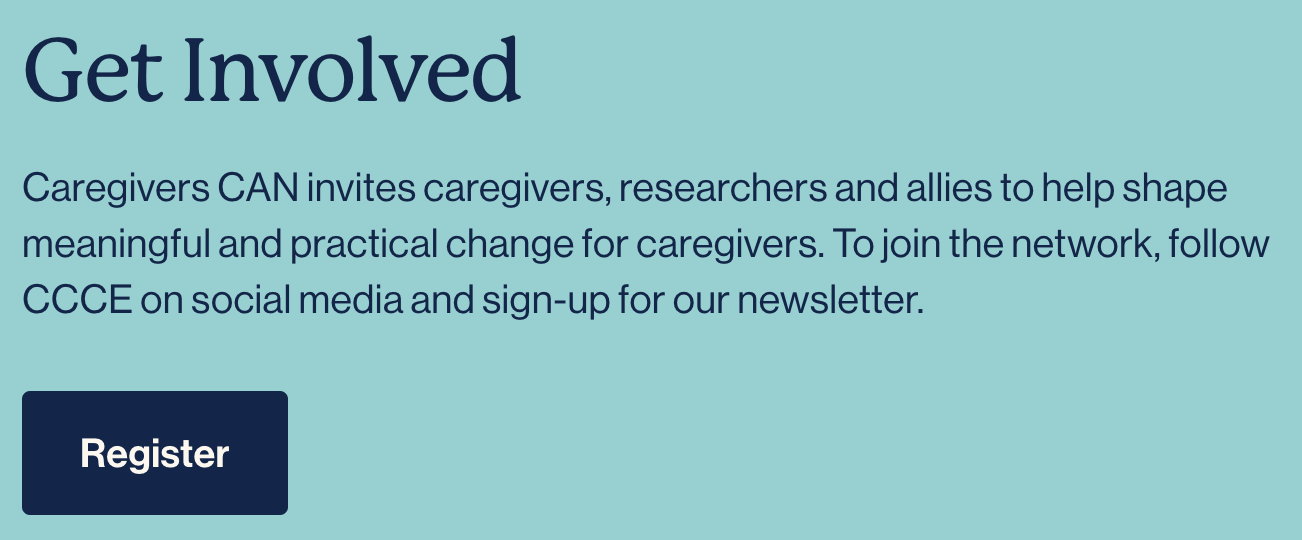 Get Involved
Caregivers CAN invites caregivers, researchers and allies to help shape
meaningful and practical change for caregivers. To join the network, follow
CCCE on social media and sign-up for our newsletter.
Register